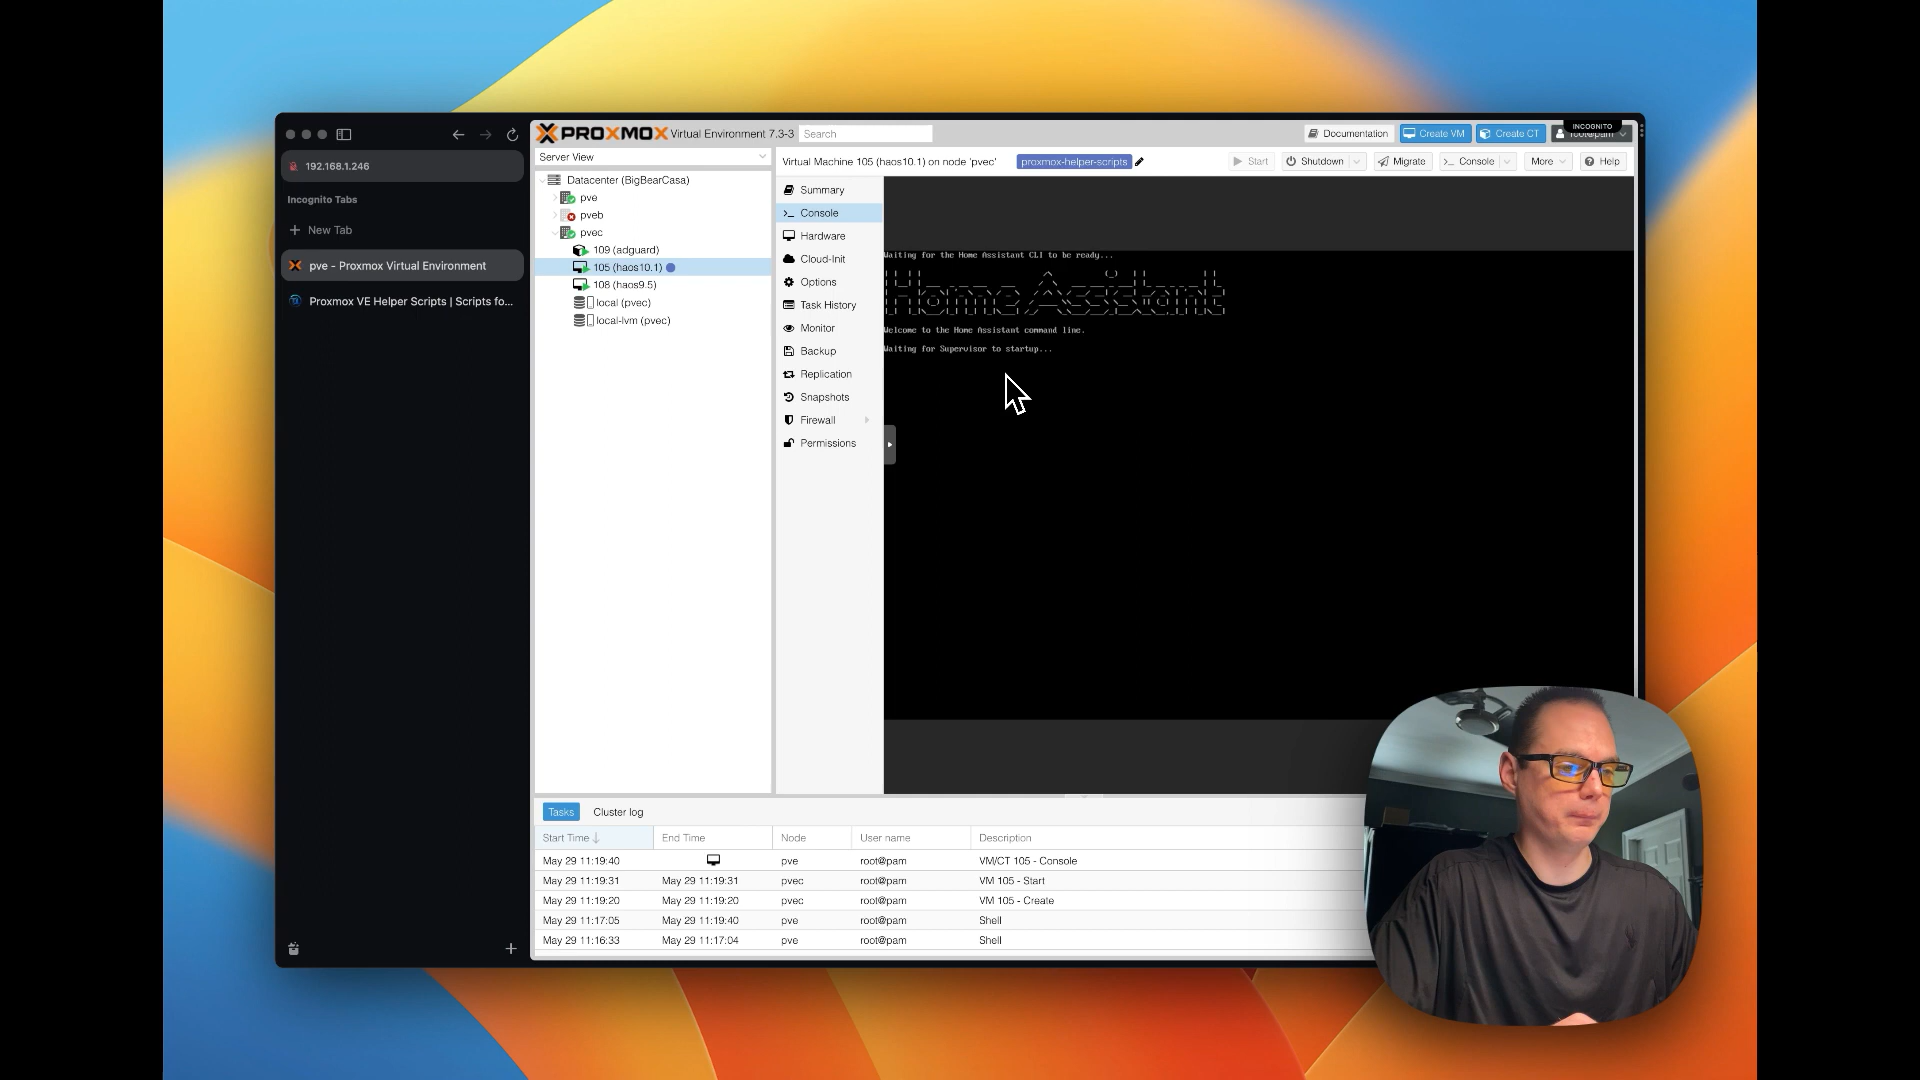 192.168.1.246
Incognito Tabs
New Tab
pve - Proxmox Virtual Environment
Proxmox VE Helper Scripts | Scripts fo...
PROXMOX Virtual Environment 7.3-3 Search
Documentation Create VM Create CT INCOGNITO
Server View
Datacenter (BigBearCasa)
pve
pveb
pvec
109 (adguard)
105 (haos10.1)
108 (haos9.5)
local (pvec)
local-lvm (pvec)
Virtual Machine 105 (haos10.1) on node 'pvec' proxmox-helper-scripts Start Shutdown Migrate Console More Help
Summary
Console
Hardware
Cloud-Init
Options
Task History
Monitor
Backup
Replication
Snapshots
Firewall
Permissions
Waiting for the Home Assistant CLI to be ready...
Home Assistant
Welcome to the Home Assistant command line.
Waiting for Supervisor to startup...
Tasks Cluster log
Start Time End Time Node User name Description
May 29 11:19:40 pve root@pam VM/CT 105 - Console
May 29 11:19:31 May 29 11:19:31 pvec root@pam VM 105 - Start
May 29 11:19:20 May 29 11:19:20 pvec root@pam VM 105 - Create
May 29 11:17:05 May 29 11:19:40 pve root@pam Shell
May 29 11:16:33 May 29 11:17:04 pve root@pam Shell